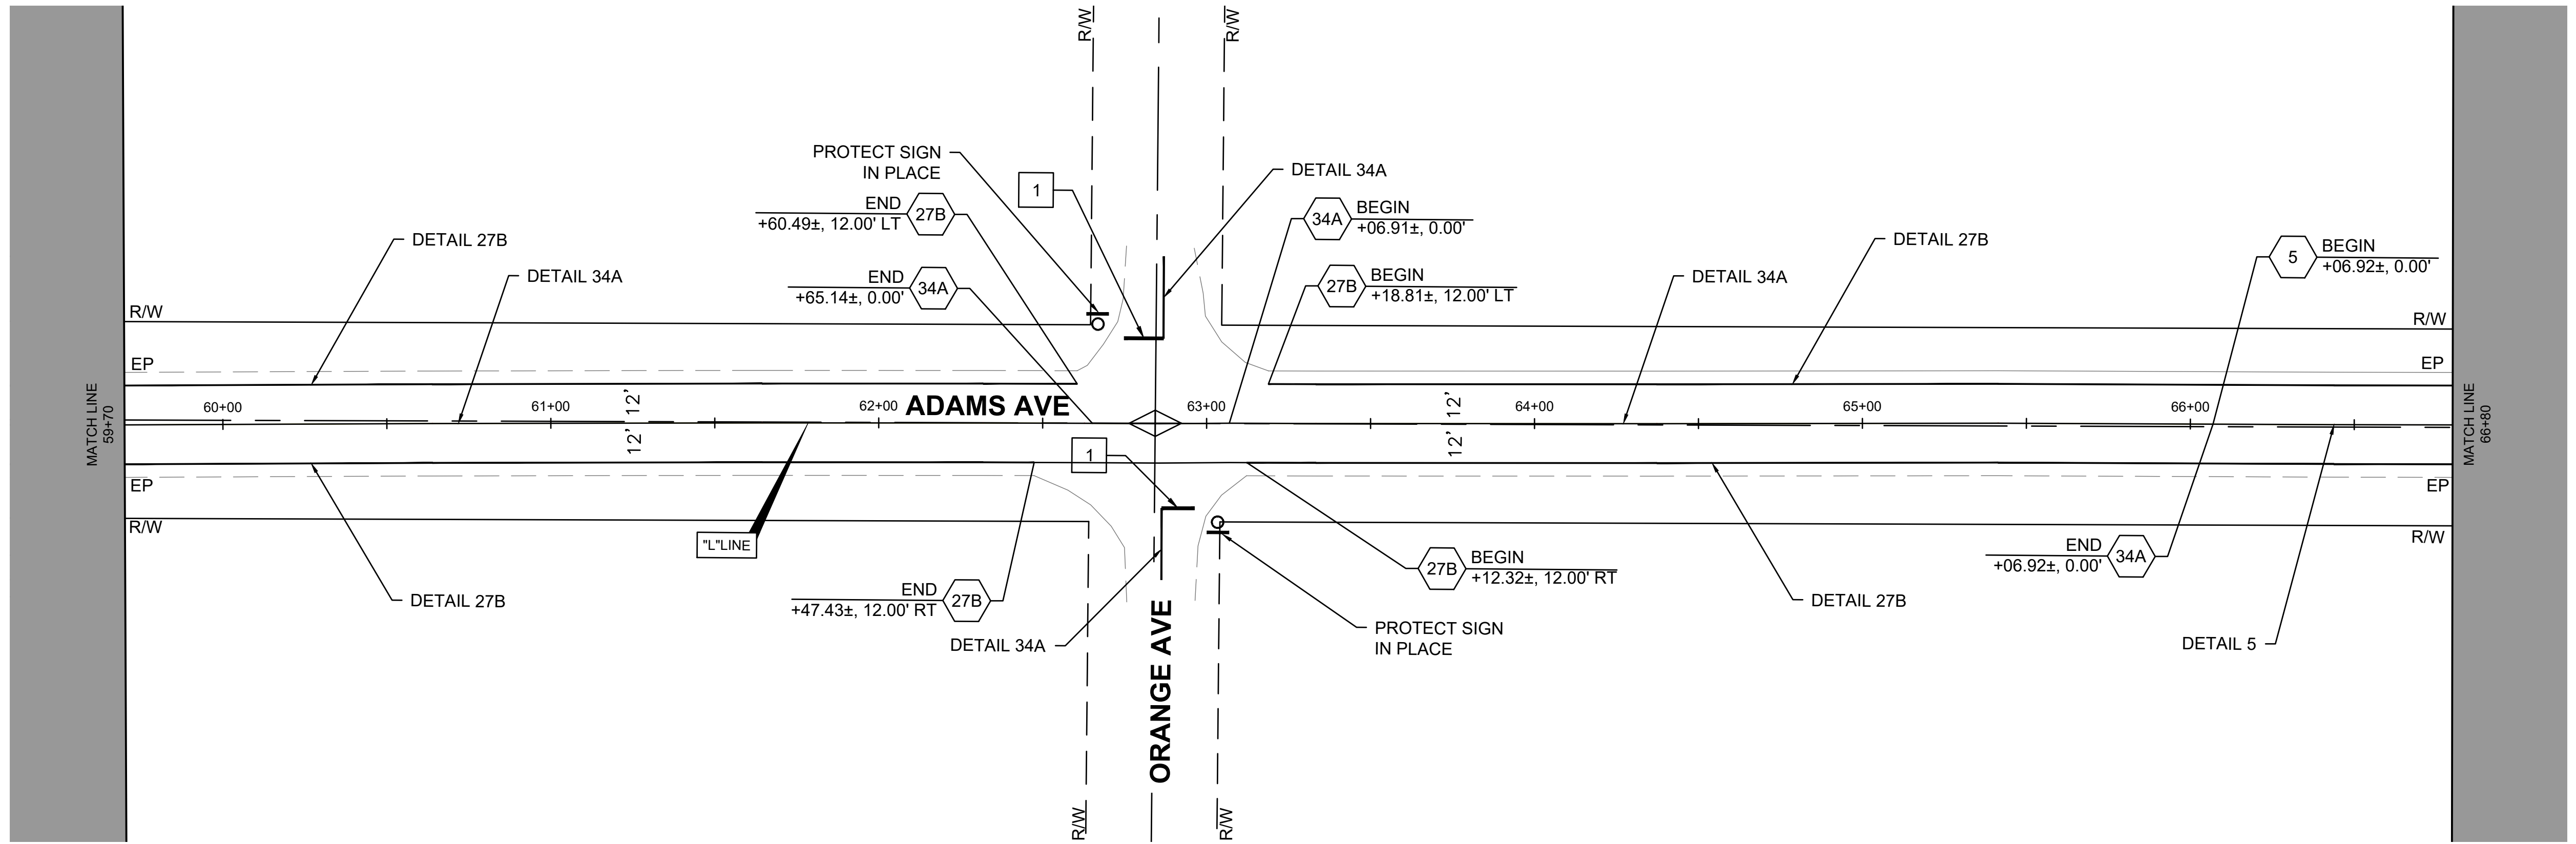 R/W
R/W
PROTECT SIGN
IN PLACE
1
DETAIL 34A
END
27B
+60.49±, 12.00' LT
34A
BEGIN
+06.91±, 0.00'
DETAIL 27B
DETAIL 27B
5
BEGIN
+06.92±, 0.00'
DETAIL 34A
END
34A
+65.14±, 0.00'
27B
BEGIN
+18.81±, 12.00' LT
DETAIL 34A
R/W
R/W
EP
EP
MATCH LINE
59+70
60+00
61+00
12' 12'
62+00
ADAMS AVE
63+00
12' 12'
64+00
65+00
66+00
MATCH LINE
66+80
1
EP
EP
R/W
R/W
"L"LINE
27B
BEGIN
+12.32±, 12.00' RT
END
34A
+06.92±, 0.00'
DETAIL 27B
END
27B
+47.43±, 12.00' RT
DETAIL 27B
DETAIL 34A
ORANGE AVE
PROTECT SIGN
IN PLACE
DETAIL 5
R/W
R/W